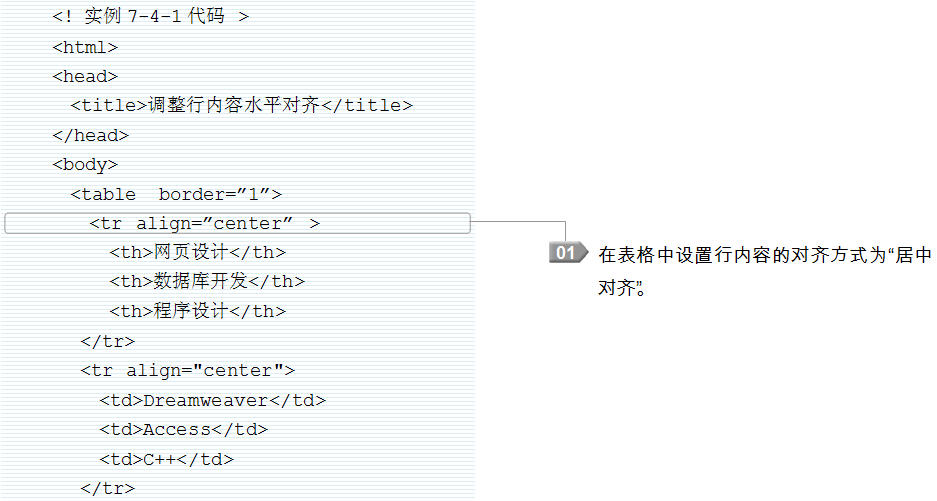 <! 实例 7-4-1 代码 >
<html>
<head>
<title>调整行内容水平对齐</title>
</head>
<body>
<table  border=”1”>
<tr align=”center” >
<th>网页设计</th>
<th>数据库开发</th>
<th>程序设计</th>
</tr>
<tr align="center">
<td>Dreamweaver</td>
<td>Access</td>
<td>C++</td>
</tr>
01
在表格中设置行内容的对齐方式为“居中
对齐”。